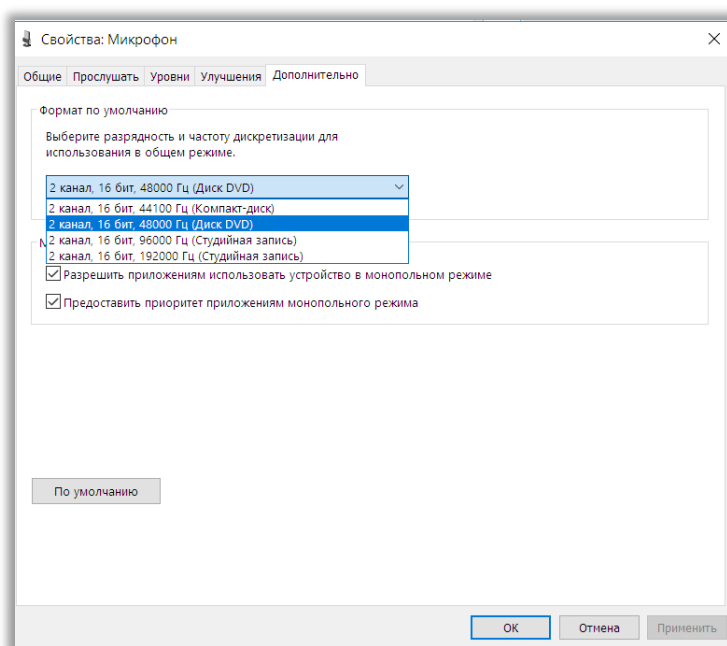 Свойства: Микрофон
Общие Прослушать Уровни Улучшения Дополнительно
Формат по умолчанию
Выберите разрядность и частоту дискретизации для
использования в общем режиме.
2 канал, 16 бит, 48000 Гц (Диск DVD)
2 канал, 16 бит, 44100 Гц (Компакт-диск)
2 канал, 16 бит, 48000 Гц (Диск DVD)
2 канал, 16 бит, 96000 Гц (Студийная запись)
2 канал, 16 бит, 192000 Гц (Студийная запись)
Разрешить приложениям использовать устройство в монопольном режиме
Предоставить приоритет приложениям монопольного режима
По умолчанию
ОК Отмена Применить